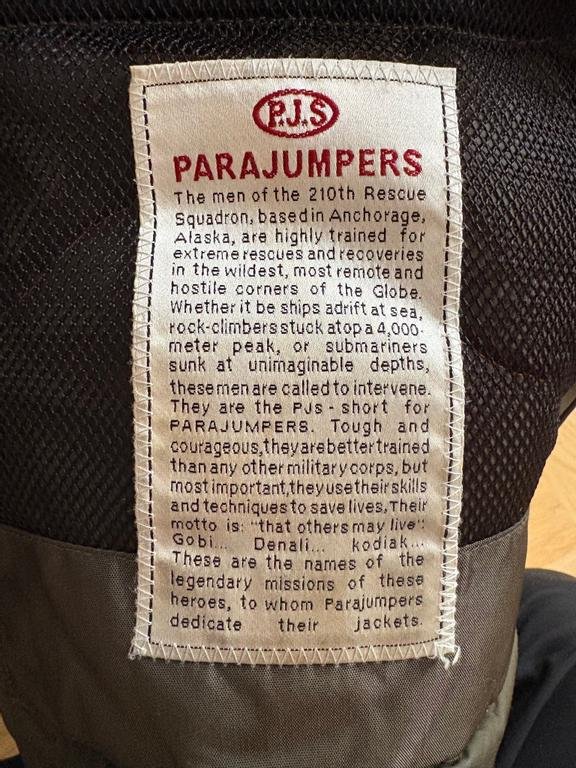 P.J.S
PARAJUMPERS
The men of the 210th Rescue
Squadron, based in Anchorage,
Alaska, are highly trained for
extreme rescues and recoveries
in the wildest, most remote and
hostile corners of the Globe.
Whether it be ships adrift at sea,
rock-climbers stuck atop a 4,000-
meter peak, or submariners
sunk at unimaginable depths,
these men are called to intervene.
They are the PJs - short for
PARAJUMPERS. Tough and
courageous, they are better trained
than any other military corps, but
most important, they use their skills
and techniques to save lives. Their
motto is: "that others may live":
Gobi... Denali... kodiak...
These are the names of the
legendary missions of these
heroes, to whom Parajumpers
dedicate their jackets.